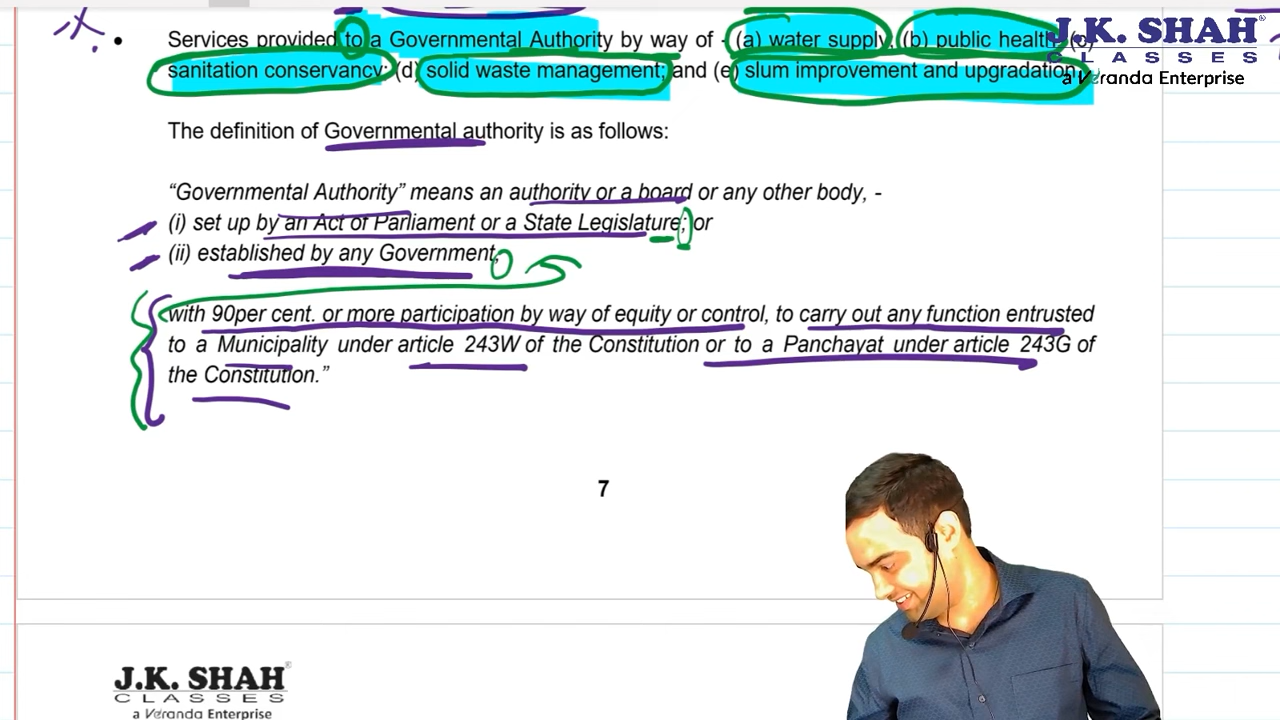 • Services provided to a Governmental Authority by way of - (a) water supply; (b) public health; (c)
sanitation conservancy; (d) solid waste management; and (e) slum improvement and upgradation.
J.K. SHAH®
CLASSES
a Veranda Enterprise
The definition of Governmental authority is as follows:
“Governmental Authority” means an authority or a board or any other body, -
(i) set up by an Act of Parliament or a State Legislature; or
(ii) established by any Government,
with 90per cent. or more participation by way of equity or control, to carry out any function entrusted
to a Municipality under article 243W of the Constitution or to a Panchayat under article 243G of
the Constitution.”
7
J.K. SHAH®
CLASSES
a Veranda Enterprise